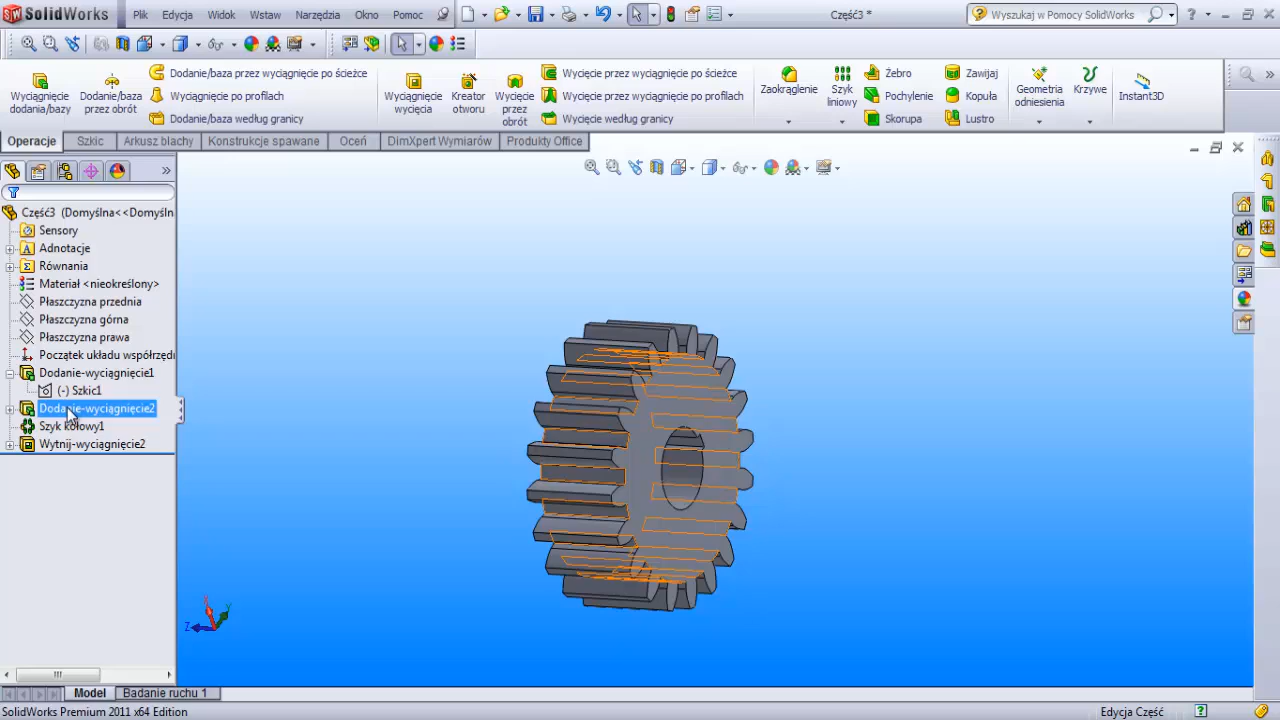 SolidWorks Plik Edycja Widok Wstaw Narzędzia Okno Pomoc Część3 * Wyszukaj w Pomocy SolidWorks
Wyciągnięcie dodania/bazy
Dodanie/baza przez obrót
Dodanie/baza przez wyciągnięcie po ścieżce
Wyciągnięcie po profilach
Dodanie/baza według granicy
Wyciągnięcie wycięcia
Kreator otworu
Wycięcie przez obrót
Wycięcie przez wyciągnięcie po ścieżce
Wycięcie przez wyciągnięcie po profilach
Wycięcie według granicy
Zaokrąglenie
Szyk liniowy
Żebro
Pochylenie
Skorupa
Zawijaj
Kopuła
Lustro
Geometria odniesienia
Krzywe
Instant3D
Operacje Szkic Arkusz blachy Konstrukcje spawane Oceń DimXpert Wymiarów Produkty Office
Część3 (Domyślna<<Domyśln
Sensory
Adnotacje
Równania
Materiał <nieokreślony>
Płaszczyzna przednia
Płaszczyzna górna
Płaszczyzna prawa
Początek układu współrzęd
Dodanie-wyciągnięcie1
(-) Szkic1
Dodanie-wyciągnięcie2
Szyk kołowy1
Wytnij-wyciągnięcie2
X Y
Z
Model Badanie ruchu 1
SolidWorks Premium 2011 x64 Edition Edycja Część